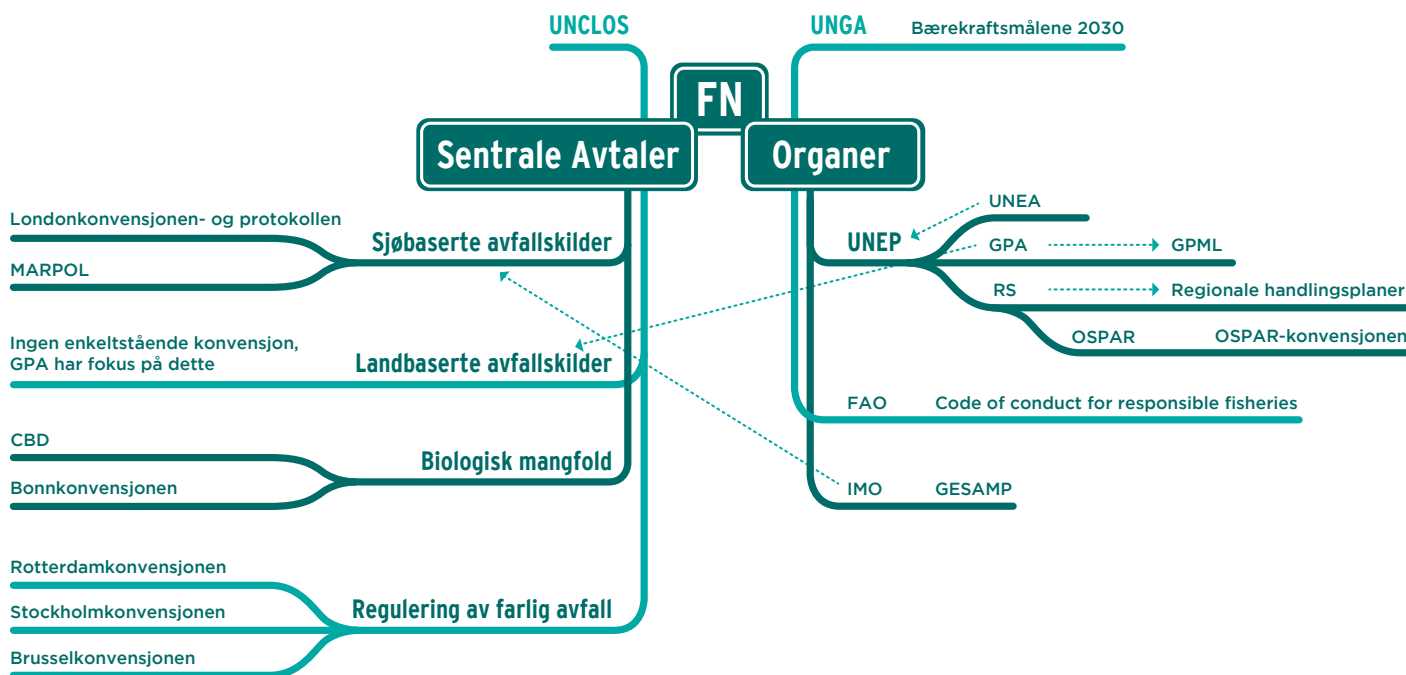 UNCLOS
UNGA
Bærekraftsmålene 2030
FN
Sentrale Avtaler
Organer
Londonkonvensjonen- og protokollen
MARPOL
Sjøbaserte avfallskilder
Ingen enkeltstående konvensjon,
GPA har fokus på dette
Landbaserte avfallskilder
CBD
Bonnkonvensjonen
Biologisk mangfold
Rotterdamkonvensjonen
Stockholmkonvensjonen
Brusselkonvensjonen
Regulering av farlig avfall
UNEP
UNEA
GPA
GPML
RS
Regionale handlingsplaner
OSPAR
OSPAR-konvensjonen
FAO
Code of conduct for responsible fisheries
IMO
GESAMP